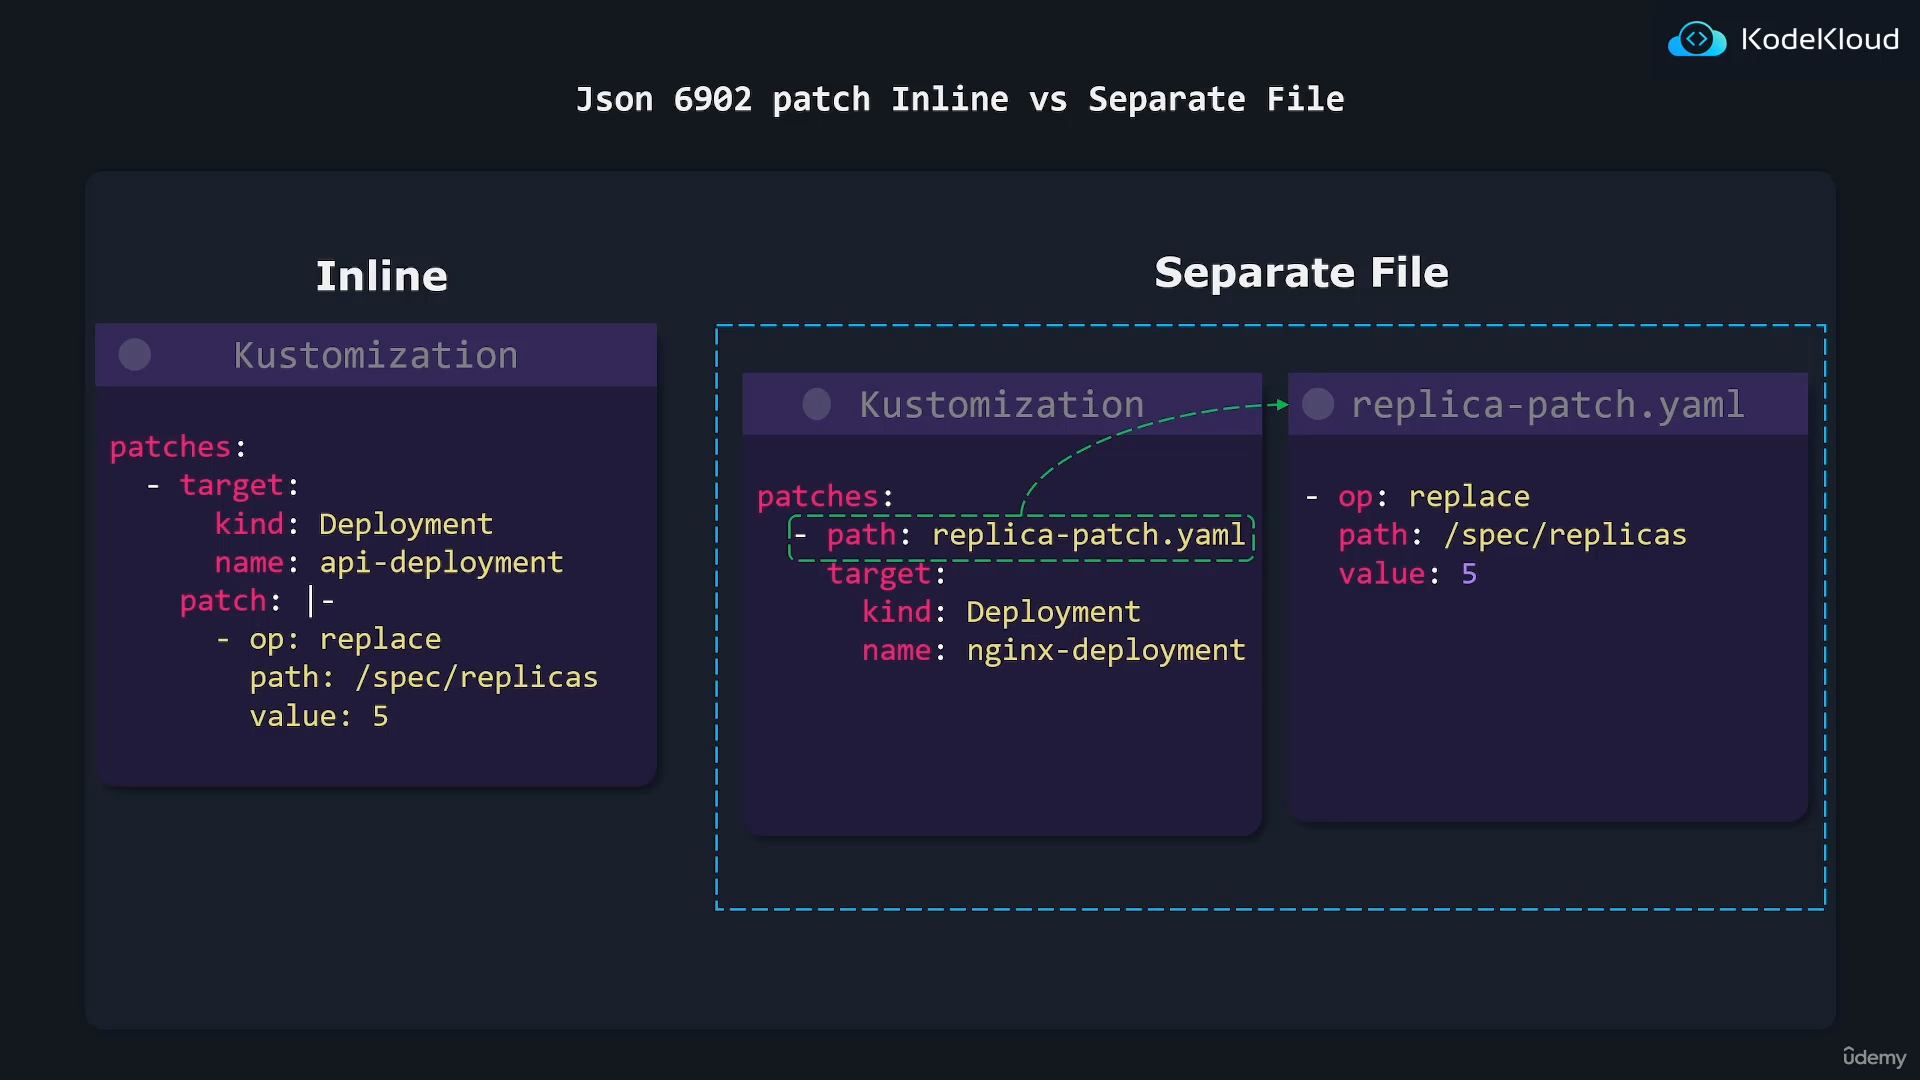 KodeKloud
Json 6902 patch Inline vs Separate File
Inline
Kustomization
patches:
  - target:
      kind: Deployment
      name: api-deployment
    patch: |-
      - op: replace
        path: /spec/replicas
        value: 5
Separate File
Kustomization
patches:
  - path: replica-patch.yaml
    target:
      kind: Deployment
      name: nginx-deployment
replica-patch.yaml
- op: replace
  path: /spec/replicas
  value: 5
ûdemy